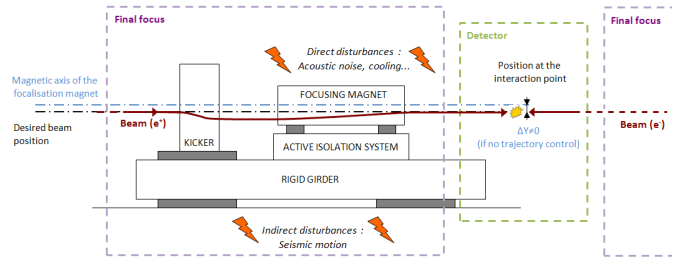 Final focus
Final focus
Direct disturbances :
Acoustic noise, cooling...
Detector
Position at the
interaction point
Magnetic axis of the
focalisation magnet
FOCUSING MAGNET
Desired beam
position
Beam (e⁺)
Beam (e⁻)
KICKER
ΔY≠0
(if no trajectory control)
ACTIVE ISOLATION SYSTEM
RIGID GIRDER
Indirect disturbances :
Seismic motion